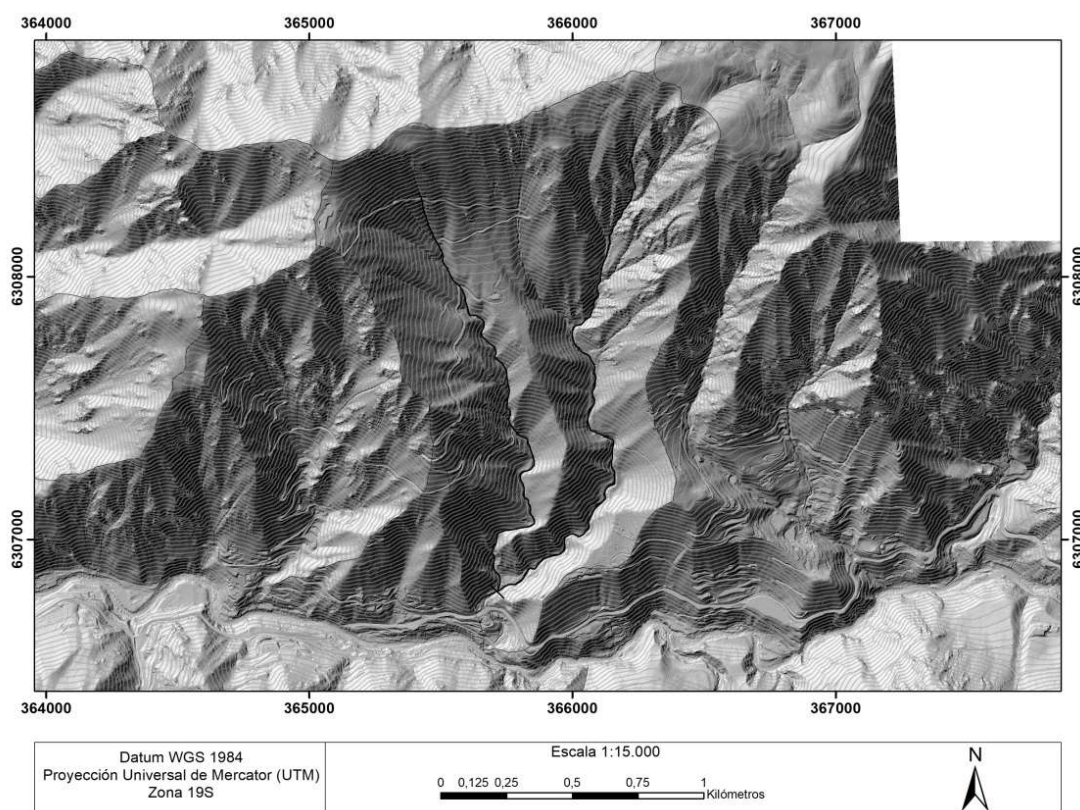 364000 365000 366000 367000
6308000 6308000
6307000 6307000
364000 365000 366000 367000
Datum WGS 1984
Proyección Universal de Mercator (UTM)
Zona 19S
Escala 1:15.000
0 0,125 0,25 0,5 0,75 1
Kilómetros
N